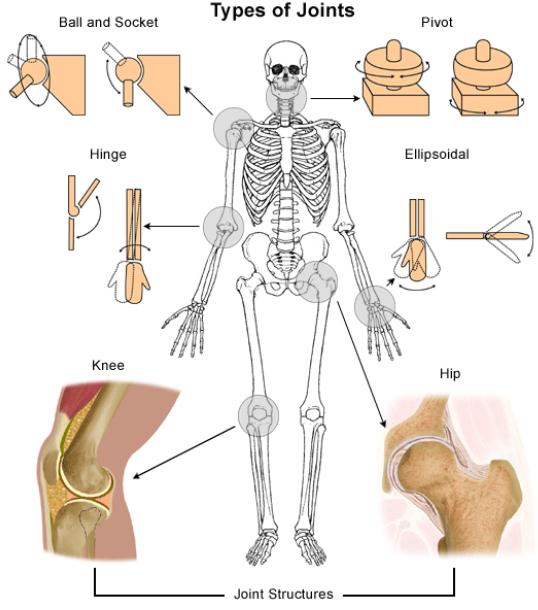 Types of Joints
Ball and Socket
Pivot
Hinge
Ellipsoidal
Knee
Hip
Joint Structures